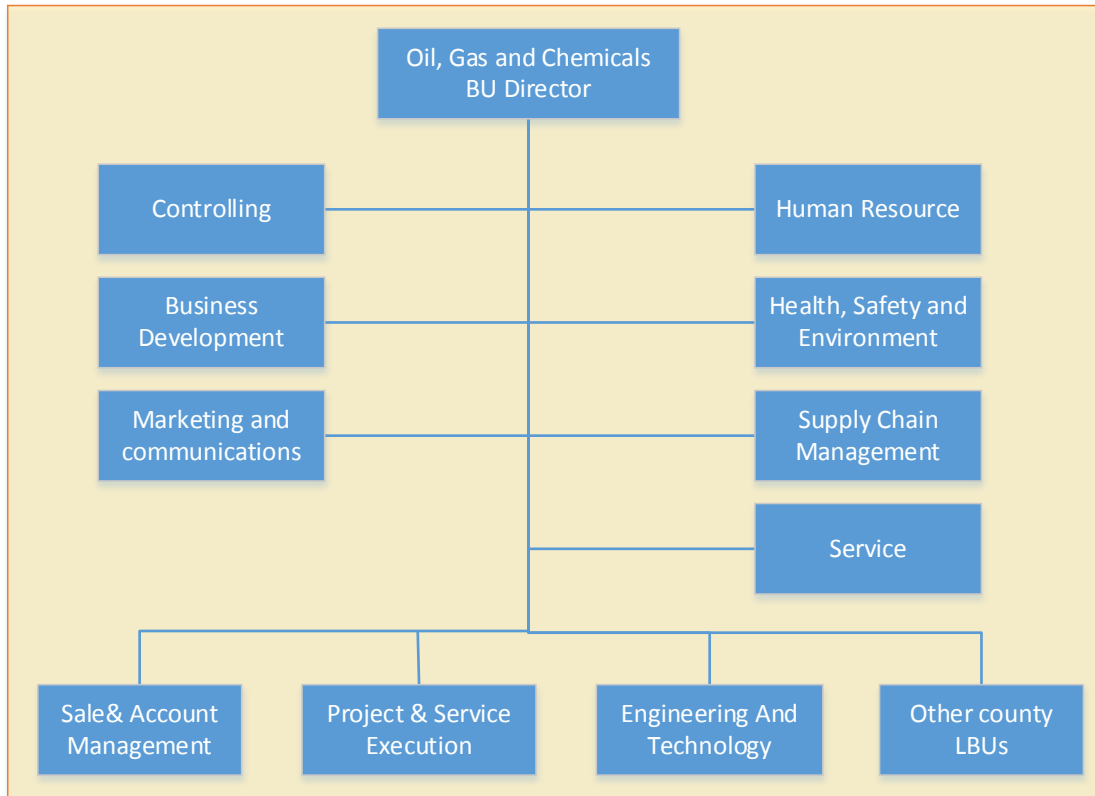 Oil, Gas and Chemicals
BU Director
Controlling
Human Resource
Business
Development
Health, Safety and
Environment
Marketing and
communications
Supply Chain
Management
Service
Sale& Account
Management
Project & Service
Execution
Engineering And
Technology
Other county
LBUs